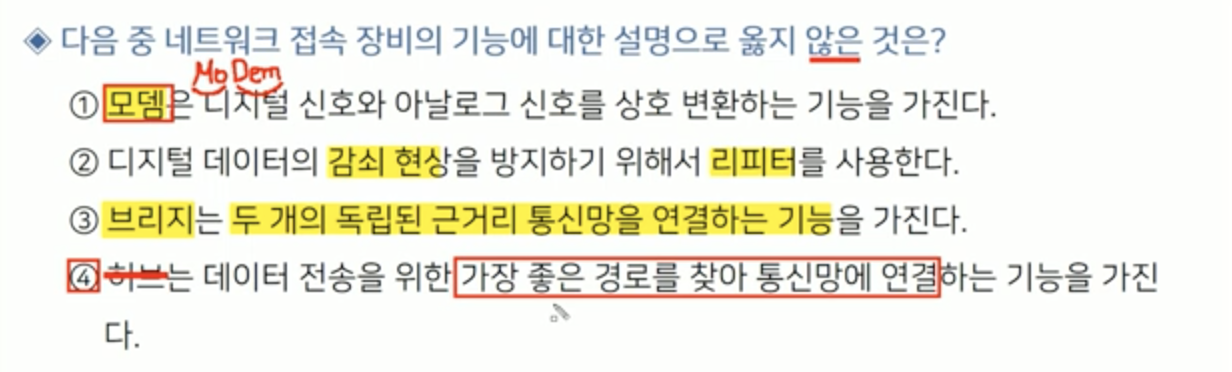 ◈ 다음 중 네트워크 접속 장비의 기능에 대한 설명으로 옳지 않은 것은?
MoDem
① 모뎀은 디지털 신호와 아날로그 신호를 상호 변환하는 기능을 가진다.
② 디지털 데이터의 감쇠 현상을 방지하기 위해서 리피터를 사용한다.
③ 브리지는 두 개의 독립된 근거리 통신망을 연결하는 기능을 가진다.
④ 허브는 데이터 전송을 위한 가장 좋은 경로를 찾아 통신망에 연결하는 기능을 가진
다.